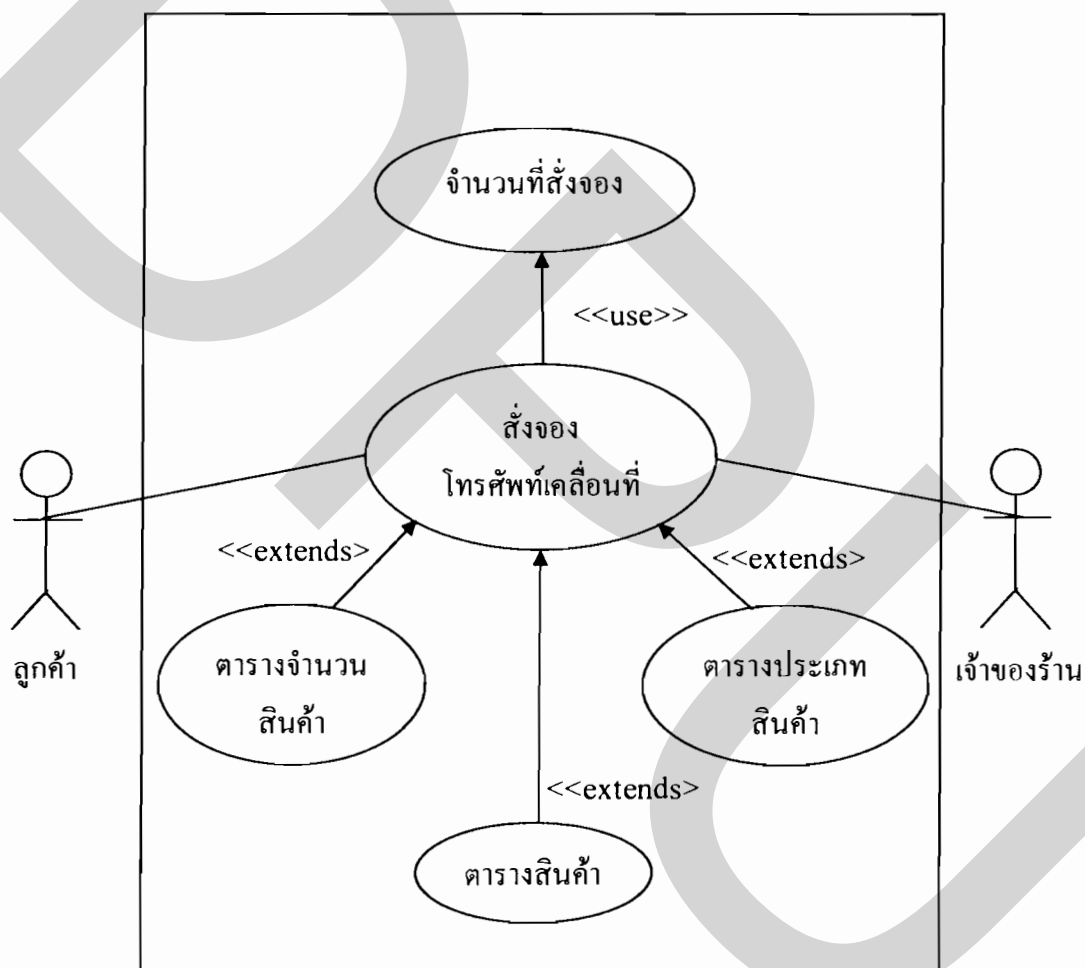 จำนวนที่สั่งจอง
<<use>>
สั่งจอง
โทรศัพท์เคลื่อนที่
<<extends>
<<extends>
ลูกค้า
ตารางจำนวน
สินค้า
ตารางประเภท
สินค้า
เจ้าของร้าน
<<extends>
ตารางสินค้า
DPU